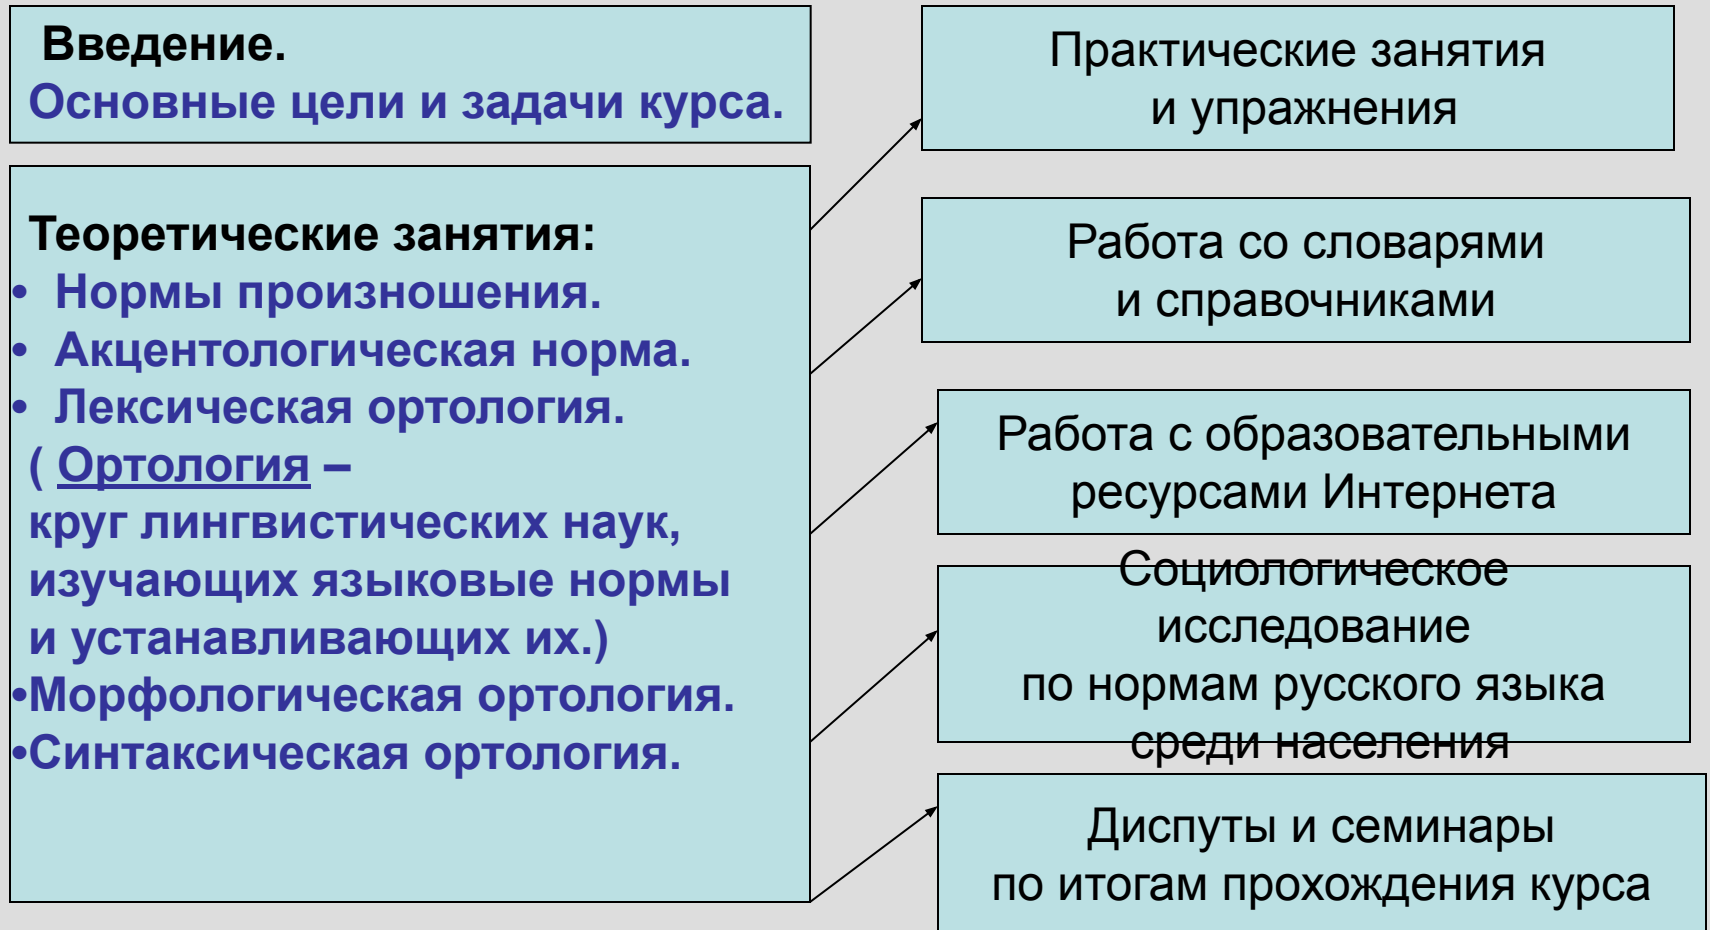 Введение.
Основные цели и задачи курса.
Теоретические занятия:
• Нормы произношения.
• Акцентологическая норма.
• Лексическая ортология.
( Ортология –
круг лингвистических наук,
изучающих языковые нормы
и устанавливающих их.)
•Морфологическая ортология.
•Синтаксическая ортология.
Практические занятия
и упражнения
Работа со словарями
и справочниками
Работа с образовательными
ресурсами Интернета
Социологическое
исследование
по нормам русского языка
среди населения
Диспуты и семинары
по итогам прохождения курса